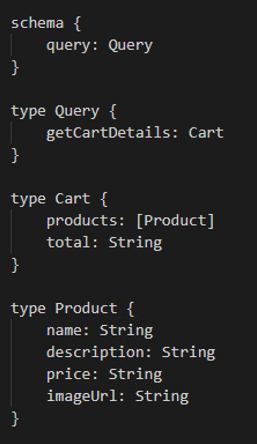 schema {
    query: Query
}

type Query {
    getCartDetails: Cart
}

type Cart {
    products: [Product]
    total: String
}

type Product {
    name: String
    description: String
    price: String
    imageUrl: String
}